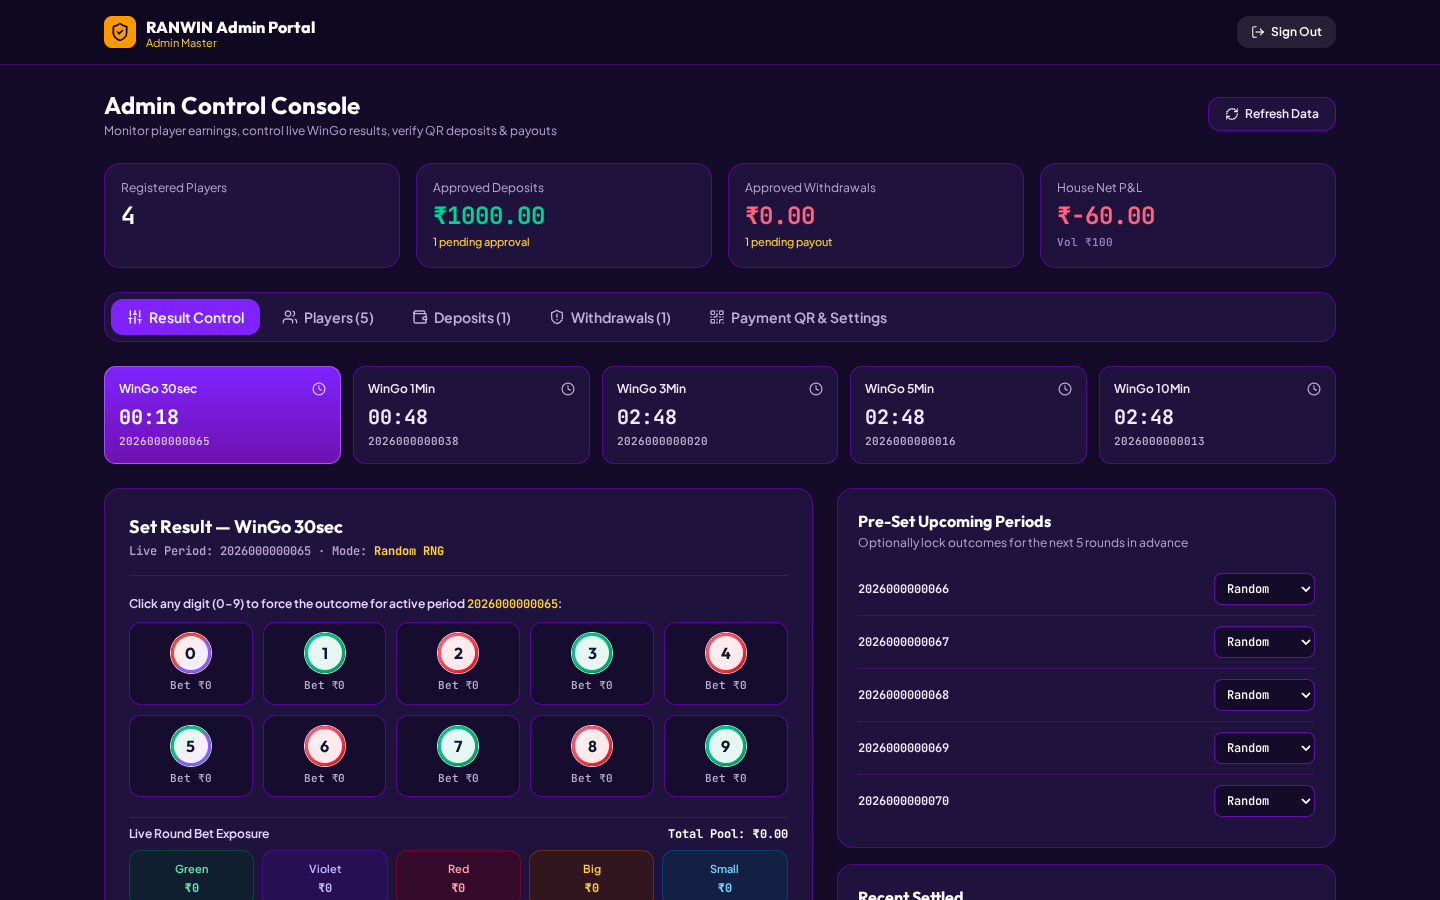 RANWIN Admin Portal
Admin Master
Sign Out
Admin Control Console
Monitor player earnings, control live WinGo results, verify QR deposits & payouts
Refresh Data
Registered Players
4
Approved Deposits
₹1000.00
1 pending approval
Approved Withdrawals
₹0.00
1 pending payout
House Net P&L
₹-60.00
Vol ₹100
Result Control
Players (5)
Deposits (1)
Withdrawals (1)
Payment QR & Settings
WinGo 30sec
00:18
2026000000065
WinGo 1Min
00:48
2026000000038
WinGo 3Min
02:48
2026000000020
WinGo 5Min
02:48
2026000000016
WinGo 10Min
02:48
2026000000013
Set Result — WinGo 30sec
Live Period: 2026000000065 · Mode: Random RNG
Click any digit (0–9) to force the outcome for active period 2026000000065:
0
Bet ₹0
1
Bet ₹0
2
Bet ₹0
3
Bet ₹0
4
Bet ₹0
5
Bet ₹0
6
Bet ₹0
7
Bet ₹0
8
Bet ₹0
9
Bet ₹0
Live Round Bet Exposure
Total Pool: ₹0.00
Green
₹0
Violet
₹0
Red
₹0
Big
₹0
Small
₹0
Pre-Set Upcoming Periods
Optionally lock outcomes for the next 5 rounds in advance
2026000000066
Random
2026000000067
Random
2026000000068
Random
2026000000069
Random
2026000000070
Random
Recent Settled